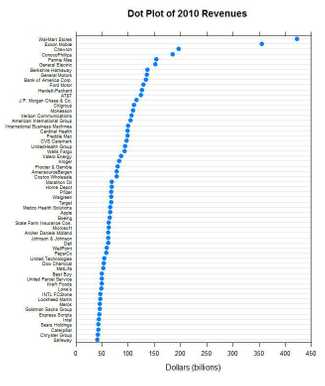 Dot Plot of 2010 Revenues
Wal-Mart Stores
Exxon Mobil
Chevron
ConocoPhillips
Fannie Mae
General Electric
Berkshire Hathaway
General Motors
Bank of America Corp.
Ford Motor
Hewlett-Packard
AT&T
J.P. Morgan Chase & Co.
Citigroup
McKesson
Verizon Communications
American International Group
International Business Machines
Cardinal Health
Freddie Mac
CVS Caremark
UnitedHealth Group
Wells Fargo
Valero Energy
Kroger
Procter & Gamble
AmerisourceBergen
Costco Wholesale
Marathon Oil
Home Depot
Pfizer
Walgreen
Target
Medco Health Solutions
Apple
Boeing
State Farm Insurance Cos.
Microsoft
Archer Daniels Midland
Johnson & Johnson
Dell
WellPoint
PepsiCo
United Technologies
Dow Chemical
MetLife
Best Buy
United Parcel Service
Kraft Foods
Lowe's
INTL FCStone
Lockheed Martin
Merck
Goldman Sachs Group
Express Scripts
Intel
Sears Holdings
Caterpillar
Chrysler Group
Safeway
0 50 100 150 200 250 300 350 400 450
Dollars (billions)